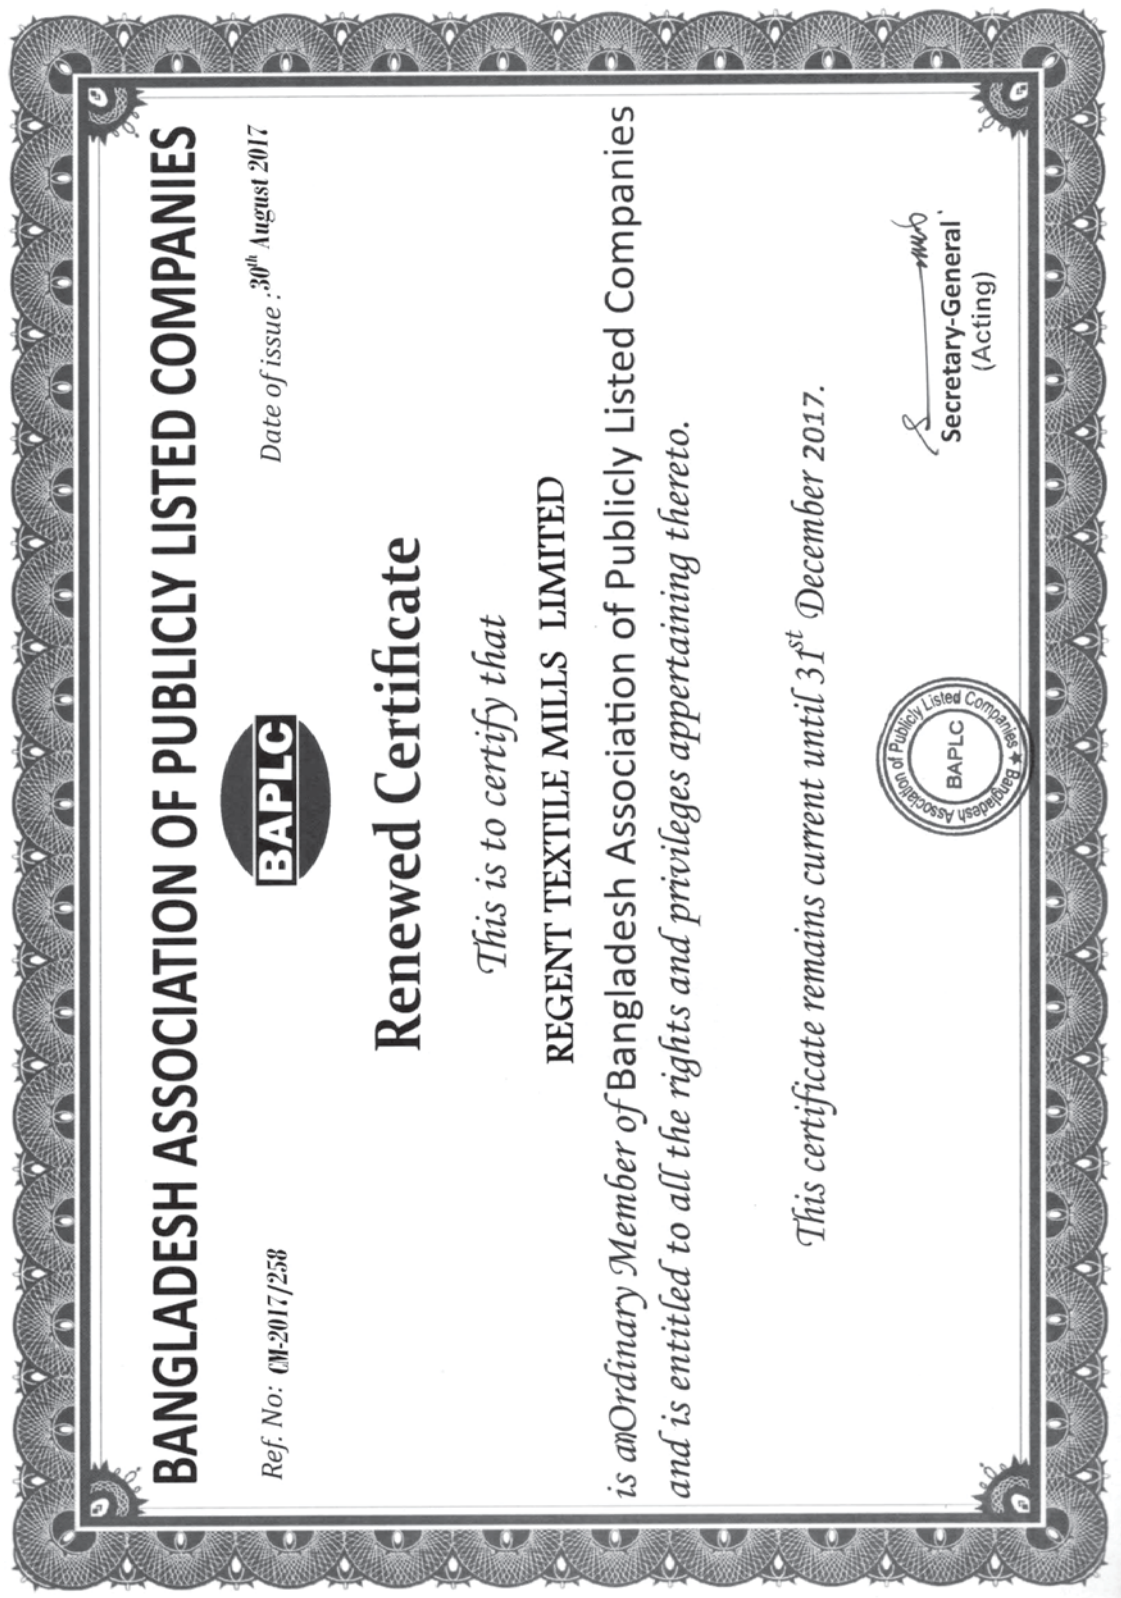 BANGLADESH ASSOCIATION OF PUBLICLY LISTED COMPANIES
Ref. No: CM-2017/258
BAPLC
Date of issue : 30th August 2017
Renewed Certificate
This is to certify that
REGENT TEXTILE MILLS LIMITED
is an Ordinary Member of Bangladesh Association of Publicly Listed Companies
and is entitled to all the rights and privileges appertaining thereto.
This certificate remains current until 31st December 2017.
Bangladesh Association of Publicly Listed Companies ★
BAPLC
Secretary-General
(Acting)